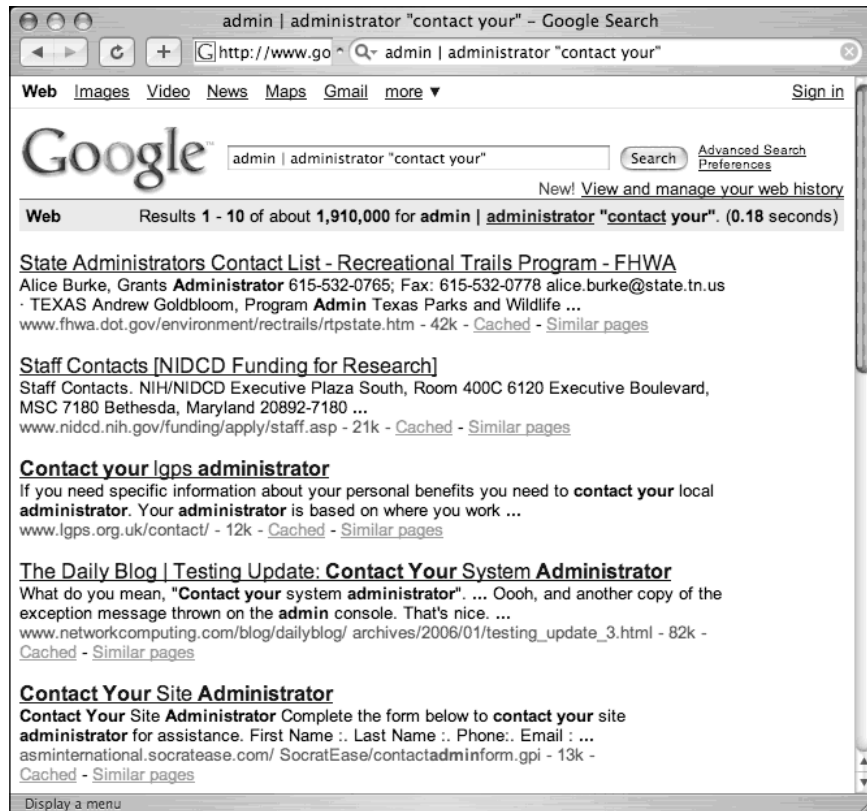 admin | administrator "contact your" – Google Search
http://www.go admin | administrator "contact your"
Web Images Video News Maps Gmail more ▼ Sign in
Google™ admin | administrator "contact your" Search Advanced Search
Preferences
New! View and manage your web history
Web Results 1 - 10 of about 1,910,000 for admin | administrator "contact your". (0.18 seconds)
State Administrators Contact List - Recreational Trails Program - FHWA
Alice Burke, Grants Administrator 615-532-0765; Fax: 615-532-0778 alice.burke@state.tn.us
· TEXAS Andrew Goldbloom, Program Admin Texas Parks and Wildlife ...
www.fhwa.dot.gov/environment/rectrails/rtpstate.htm - 42k - Cached - Similar pages
Staff Contacts [NIDCD Funding for Research]
Staff Contacts. NIH/NIDCD Executive Plaza South, Room 400C 6120 Executive Boulevard,
MSC 7180 Bethesda, Maryland 20892-7180 ...
www.nidcd.nih.gov/funding/apply/staff.asp - 21k - Cached - Similar pages
Contact your lgps administrator
If you need specific information about your personal benefits you need to contact your local
administrator. Your administrator is based on where you work ...
www.lgps.org.uk/contact/ - 12k - Cached - Similar pages
The Daily Blog | Testing Update: Contact Your System Administrator
What do you mean, "Contact your system administrator". ... Oooh, and another copy of the
exception message thrown on the admin console. That's nice. ...
www.networkcomputing.com/blog/dailyblog/ archives/2006/01/testing_update_3.html - 82k -
Cached - Similar pages
Contact Your Site Administrator
Contact Your Site Administrator Complete the form below to contact your site
administrator for assistance. First Name :. Last Name :. Phone:. Email : ...
asminternational.socratease.com/ SocratEase/contactadminform.gpi - 13k -
Cached - Similar pages
Display a menu